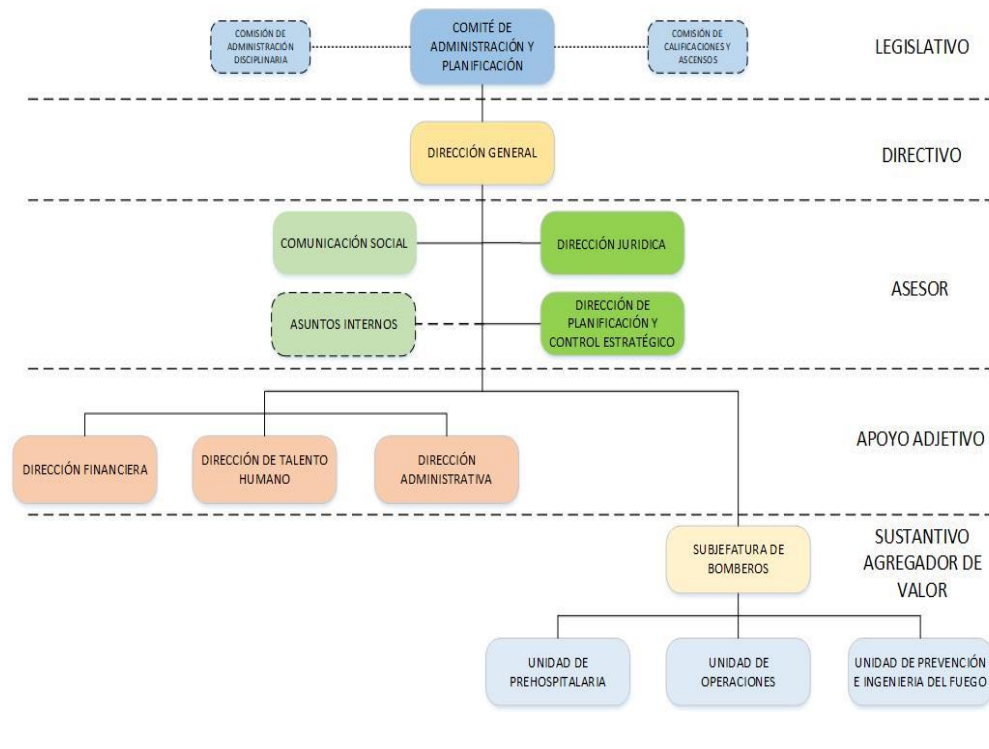 COMISIÓN DE
ADMINISTRACIÓN
DISCIPLINARIA
COMITÉ DE
ADMINISTRACIÓN Y
PLANIFICACIÓN
COMISIÓN DE
CALIFICACIONES Y
ASCENSOS
LEGISLATIVO
DIRECCIÓN GENERAL
DIRECTIVO
COMUNICACIÓN SOCIAL
DIRECCIÓN JURIDICA
ASUNTOS INTERNOS
DIRECCIÓN DE
PLANIFICACIÓN Y
CONTROL ESTRATÉGICO
ASESOR
DIRECCIÓN FINANCIERA
DIRECCIÓN DE TALENTO
HUMANO
DIRECCIÓN
ADMINISTRATIVA
APOYO ADJETIVO
SUBJEFATURA DE
BOMBEROS
SUSTANTIVO
AGREGADOR DE
VALOR
UNIDAD DE
PREHOSPITALARIA
UNIDAD DE
OPERACIONES
UNIDAD DE PREVENCIÓN
E INGENIERIA DEL FUEGO